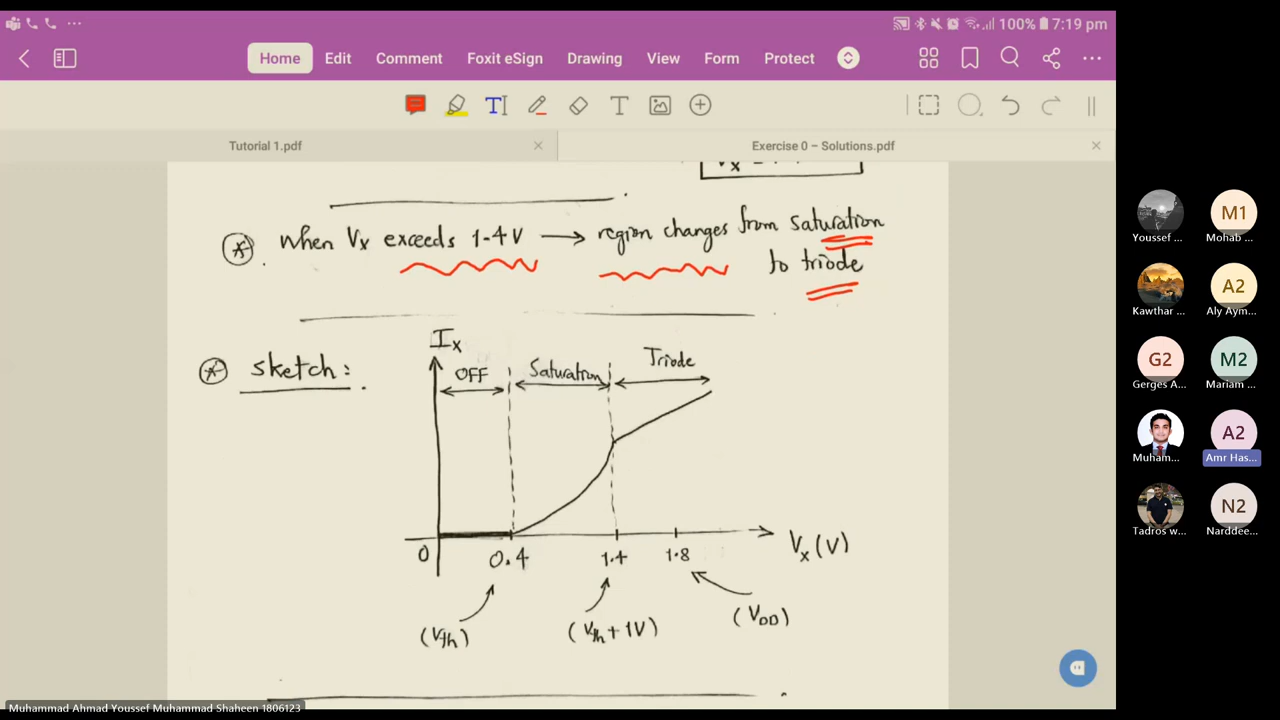 100% 7:19 pm
Home Edit Comment Foxit eSign Drawing View Form Protect
Tutorial 1.pdf
Exercise 0 – Solutions.pdf
when Vx exceeds 1.4 V → region changes from saturation
to triode
sketch:
Ix
OFF
Saturation
Triode
0
0.4
1.4
1.8
Vx (V)
(Vth)
(Vth + 1V)
(VDD)
Youssef ...
M1
Mohab ...
Kawthar ...
A2
Aly Aym...
G2
Gerges A...
M2
Mariam ...
Muham...
A2
Amr Has...
Tadros w...
N2
Narddee...
Muhammad Ahmad Youssef Muhammad Shaheen 1806123